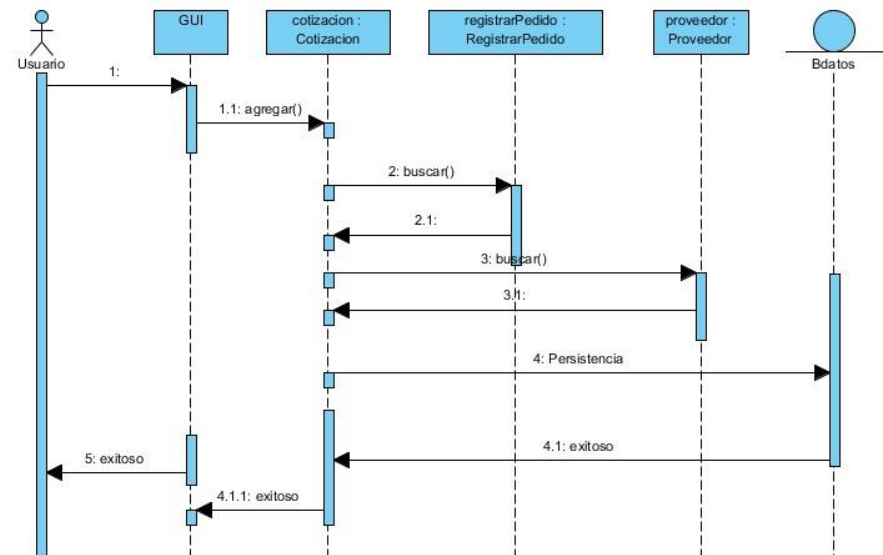 GUI
cotizacion :
Cotizacion
registrarPedido :
RegistrarPedido
proveedor :
Proveedor
Usuario
Bdatos
1:
1.1: agregar()
2: buscar()
2.1:
3: buscar()
3.1:
4: Persistencia
4.1: exitoso
5: exitoso
4.1.1: exitoso